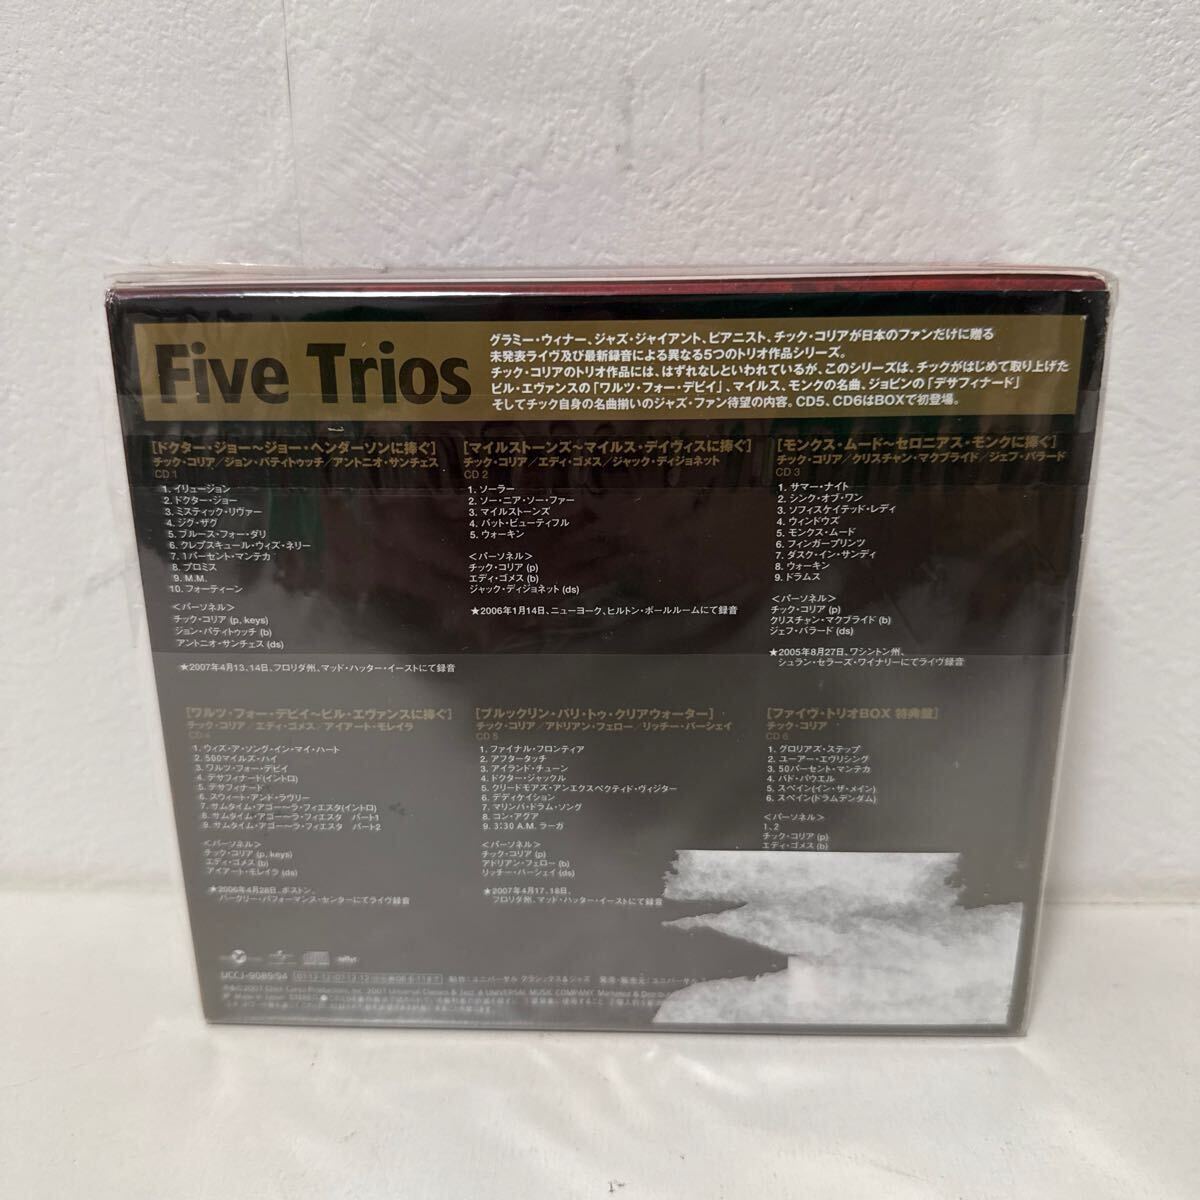 Five Trios
グラミー・ウィナー、ジャズ・ジャイアント、ピアニスト、チック・コリアが日本のファンだけに贈る
未発表ライヴ及び最新録音による異なる5つのトリオ作品シリーズ。
チック・コリアのトリオ作品には、はずれなしといわれているが、このシリーズは、チックがはじめて取り上げた
ビル・エヴァンスの「ワルツ・フォー・デビイ」、マイルス、モンクの名曲、ジョビンの「デサフィナード」
そしてチック自身の名曲揃いのジャズ・ファン待望の内容。CD5、CD6はBOXで初登場。
[ドクター・ジョー～ジョー・ヘンダーソンに捧ぐ]
チック・コリア/ジョン・パティトゥッチ/アントニオ・サンチェス
CD 1
1. イリュージョン
2. ドクター・ジョー
3. ミスティック・リヴァー
4. ジグ・ザグ
5. ブルース・フォー・ダリ
6. クレプスキュール・ウィズ・ネリー
7. 1パーセント・マンテカ
8. プロミス
9. M.M.
10. フォーティーン
<パーソネル>
チック・コリア (p, keys)
ジョン・パティトゥッチ (b)
アントニオ・サンチェス (ds)
★2007年4月13、14日、フロリダ州、マッド・ハッター・イーストにて録音
[マイルストーンズ～マイルス・デイヴィスに捧ぐ]
チック・コリア/エディ・ゴメス/ジャック・ディジョネット
CD 2
1. ソーラー
2. ソー・ニア・ソー・ファー
3. マイルストーンズ
4. バット・ビューティフル
5. ウォーキン
<パーソネル>
チック・コリア (p)
エディ・ゴメス (b)
ジャック・ディジョネット (ds)
★2006年1月14日、ニューヨーク、ヒルトン・ボールルームにて録音
[モンクス・ムード～セロニアス・モンクに捧ぐ]
チック・コリア/クリスチャン・マクブライド/ジェフ・バラード
CD 3
1. サマー・ナイト
2. シンク・オブ・ワン
3. ソフィスケイテッド・レディ
4. ウィンドウズ
5. モンクス・ムード
6. フィンガープリンツ
7. ダスク・イン・サンディ
8. ウォーキン
9. ドラムス
<パーソネル>
チック・コリア (p)
クリスチャン・マクブライド (b)
ジェフ・バラード (ds)
★2005年8月27日、ワシントン州、
シュラン・セラーズ・ワイナリーにてライヴ録音
[ワルツ・フォー・デビイ～ビル・エヴァンスに捧ぐ]
チック・コリア/エディ・ゴメス/アイアート・モレイラ
CD 4
1. ウィズ・ア・ソング・イン・マイ・ハート
2. 500マイルズ・ハイ
3. ワルツ・フォー・デビイ
4. デサフィナード(イントロ)
5. デサフィナード
6. スウィート・アンド・ラヴリー
7. サムタイム・アゴー～ラ・フィエスタ(イントロ)
8. サムタイム・アゴー～ラ・フィエスタ パート1
9. サムタイム・アゴー～ラ・フィエスタ パート2
<パーソネル>
チック・コリア (p, keys)
エディ・ゴメス (b)
アイアート・モレイラ (ds)
★2006年4月28日、ボストン、
バークリー・パフォーマンス・センターにてライヴ録音
[ブルックリン・パリ・トゥ・クリアウォーター]
チック・コリア/アドリアン・フェロー/リッチー・バーシェイ
CD 5
1. ファイナル・フロンティア
2. アフタータッチ
3. アイランド・チューン
4. ドクター・ジャックル
5. クリードモアズ・アンエクスペクティド・ヴィジター
6. デディケイション
7. マリンバ・ドラム・ソング
8. コン・アグア
9. 3:30 A.M. ラーガ
<パーソネル>
チック・コリア (p)
アドリアン・フェロー (b)
リッチー・バーシェイ (ds)
★2007年4月17、18日、
フロリダ州、マッド・ハッター・イーストにて録音
[ファイヴ・トリオBOX 特典盤]
チック・コリア
CD 6
1. グロリアズ・ステップ
2. ユーアー・エヴリシング
3. 50パーセント・マンテカ
4. バド・パウエル
5. スペイン(イン・ザ・メイン)
6. スペイン(ドラムデンダム)
<パーソネル>
1、2
チック・コリア (p)
エディ・ゴメス (b)
UCCJ-9089/94